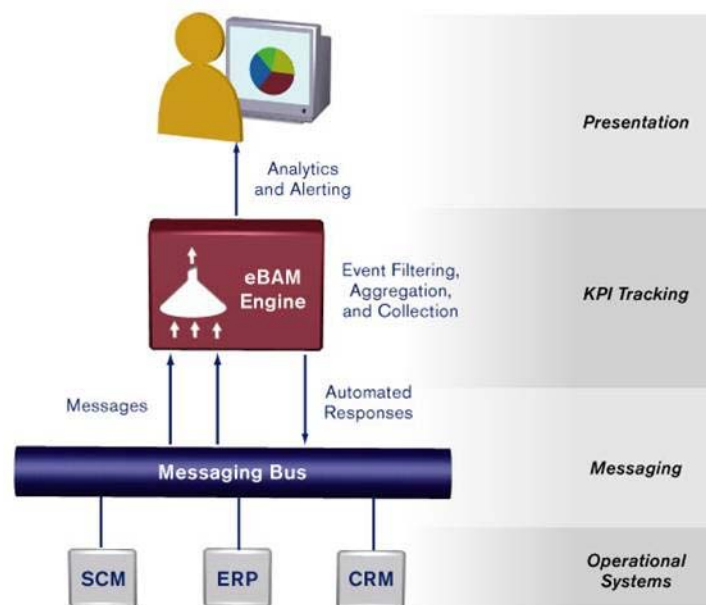 Presentation
Analytics
and Alerting
eBAM
Engine
Event Filtering,
Aggregation,
and Collection
KPI Tracking
Messages
Automated
Responses
Messaging Bus
Messaging
SCM
ERP
CRM
Operational
Systems